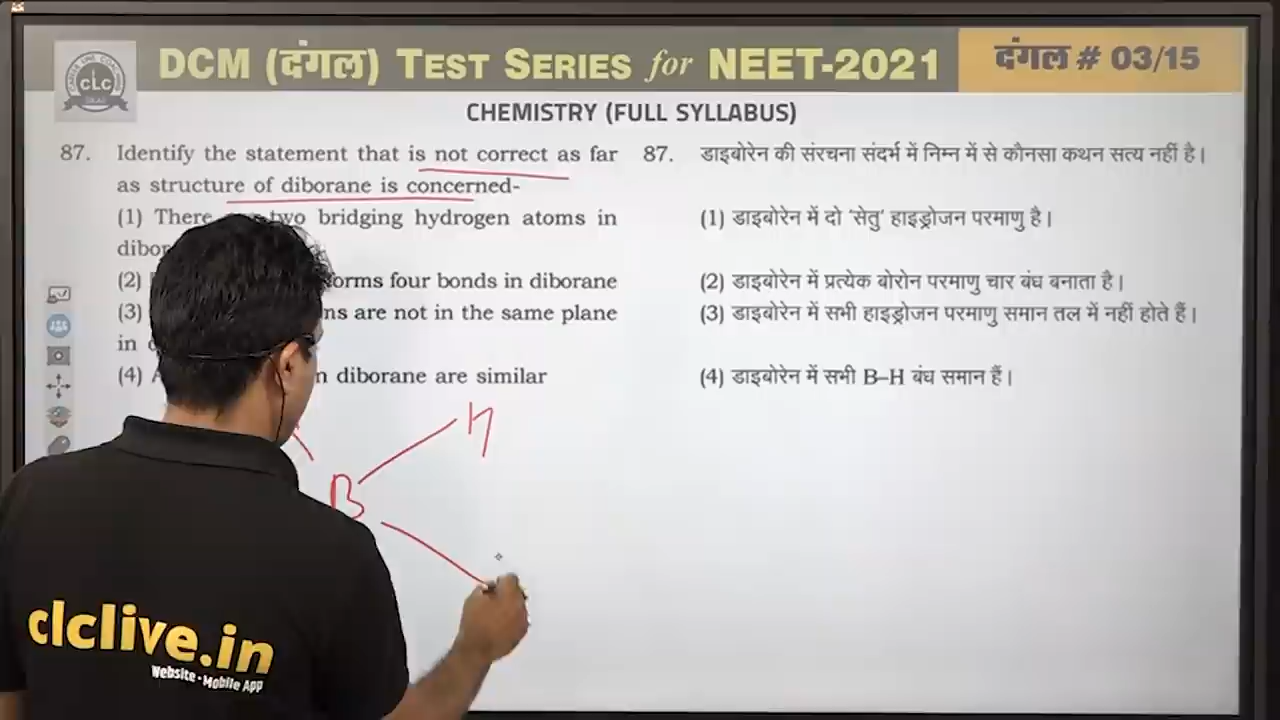 DCM (दंगल) TEST SERIES for NEET-2021
दंगल # 03/15
CLC
CHEMISTRY (FULL SYLLABUS)
87. Identify the statement that is not correct as far
as structure of diborane is concerned-
(1) There two bridging hydrogen atoms in
(2) forms four bonds in diborane
(3) are not in the same plane
in
(4) diborane are similar
87. डाइबोरेन की संरचना संदर्भ में निम्न में से कौनसा कथन सत्य नहीं है।
(1) डाइबोरेन में दो 'सेतु' हाइड्रोजन परमाणु है।
(2) डाइबोरेन में प्रत्येक बोरोन परमाणु चार बंध बनाता है।
(3) डाइबोरेन में सभी हाइड्रोजन परमाणु समान तल में नहीं होते हैं।
(4) डाइबोरेन में सभी B–H बंध समान हैं।
H
B
clclive.in
Website • Mobile App